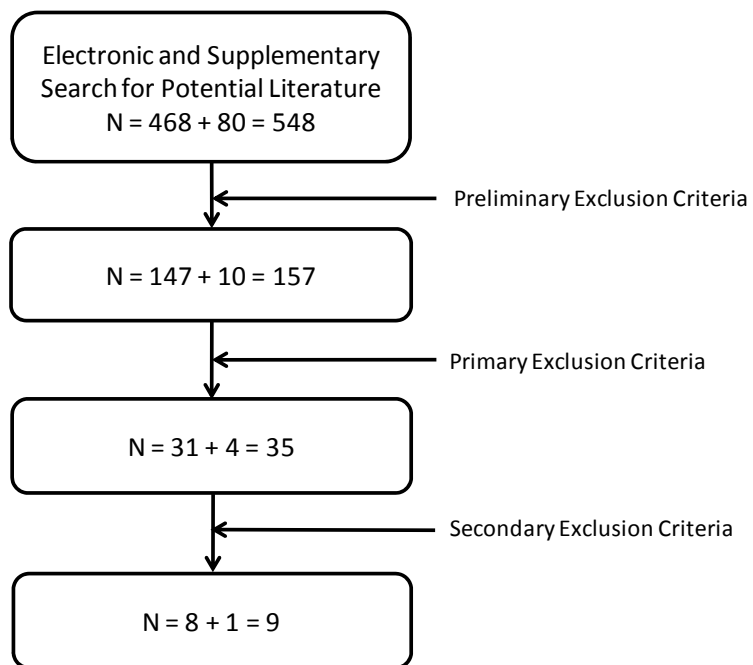 Electronic and Supplementary
Search for Potential Literature
N = 468 + 80 = 548
Preliminary Exclusion Criteria
N = 147 + 10 = 157
Primary Exclusion Criteria
N = 31 + 4 = 35
Secondary Exclusion Criteria
N = 8 + 1 = 9